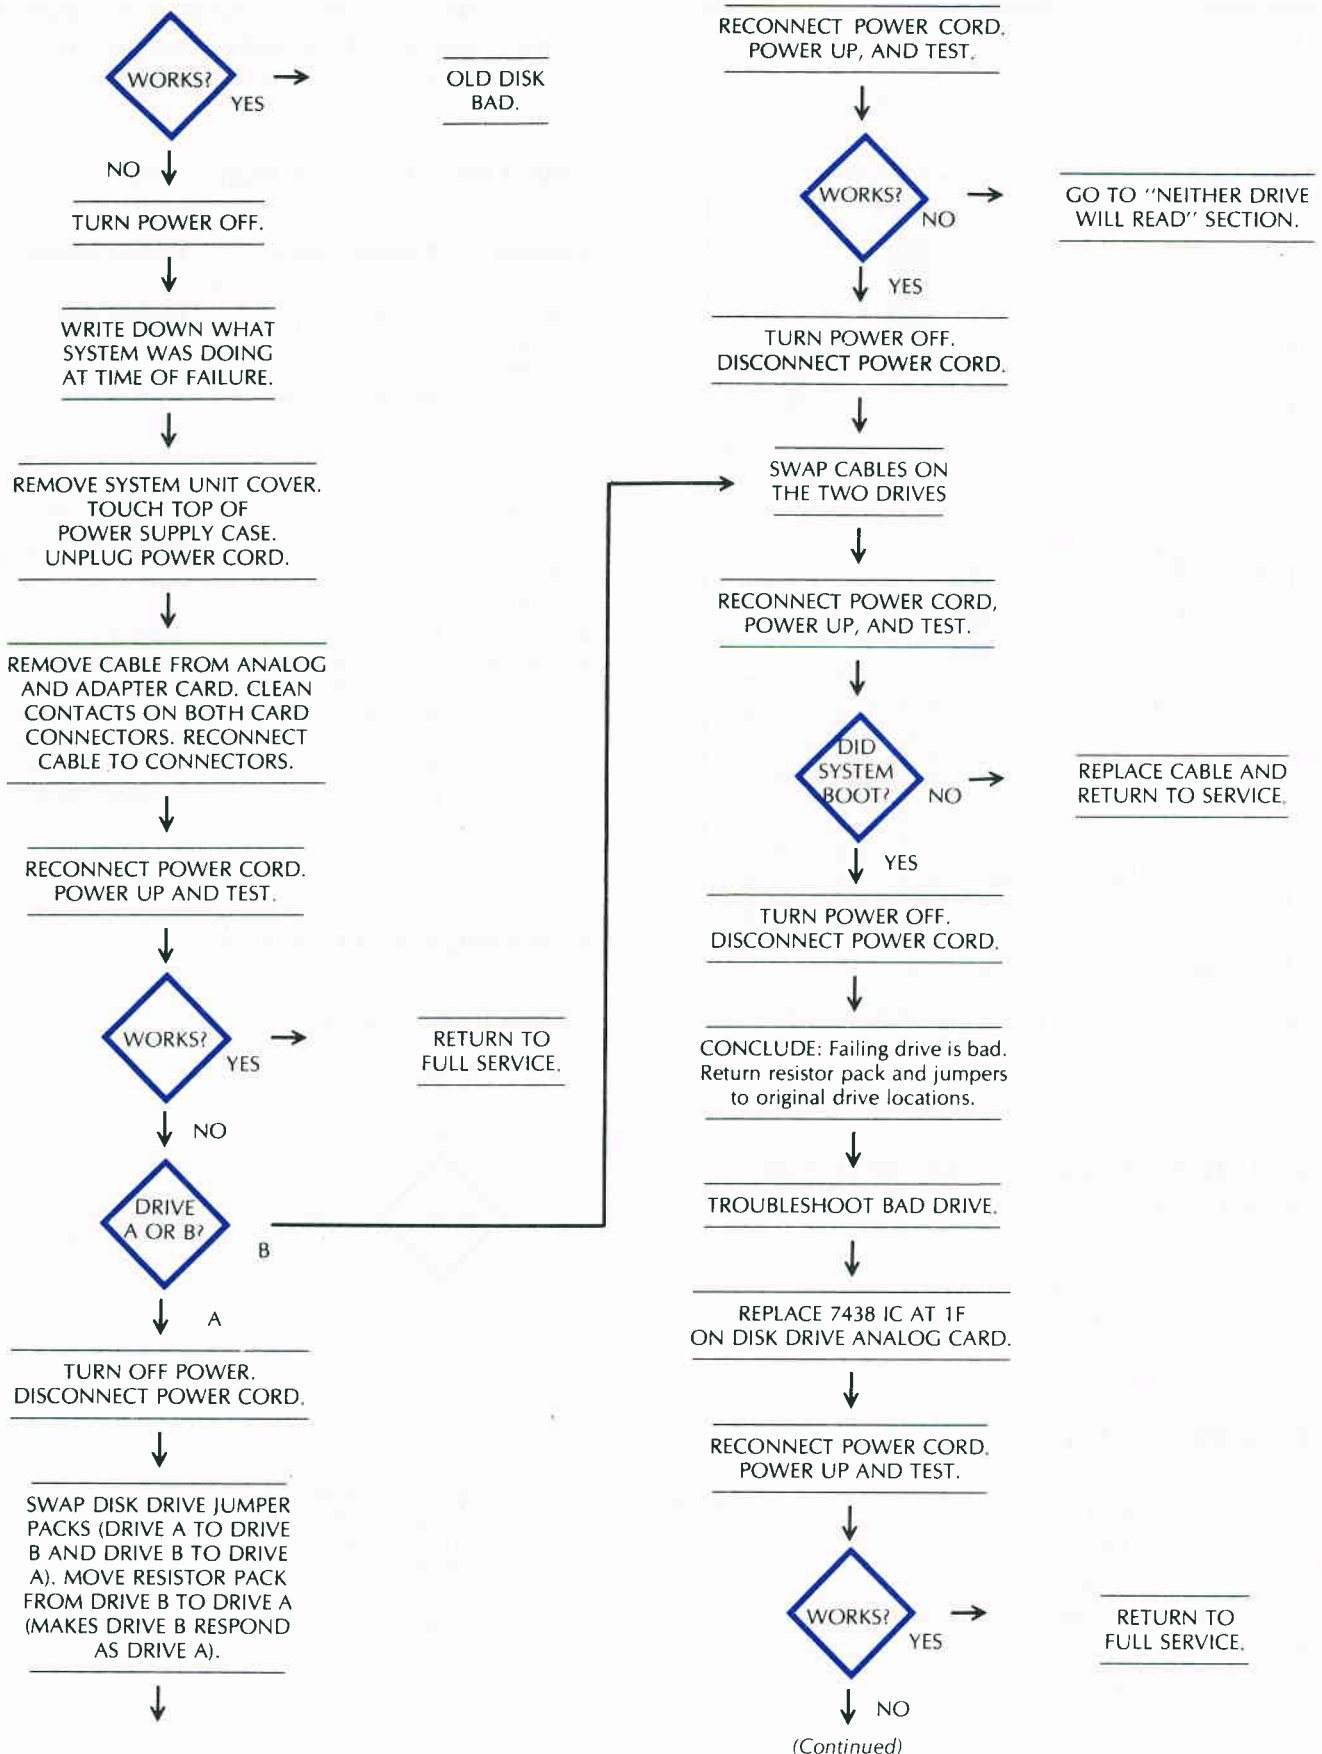 WORKS?
YES
OLD DISK
BAD.
NO
TURN POWER OFF.
WRITE DOWN WHAT
SYSTEM WAS DOING
AT TIME OF FAILURE.
REMOVE SYSTEM UNIT COVER.
TOUCH TOP OF
POWER SUPPLY CASE.
UNPLUG POWER CORD.
REMOVE CABLE FROM ANALOG
AND ADAPTER CARD. CLEAN
CONTACTS ON BOTH CARD
CONNECTORS. RECONNECT
CABLE TO CONNECTORS.
RECONNECT POWER CORD.
POWER UP AND TEST.
WORKS?
YES
RETURN TO
FULL SERVICE.
NO
DRIVE
A OR B?
B
A
TURN OFF POWER.
DISCONNECT POWER CORD.
SWAP DISK DRIVE JUMPER
PACKS (DRIVE A TO DRIVE
B AND DRIVE B TO DRIVE
A). MOVE RESISTOR PACK
FROM DRIVE B TO DRIVE A
(MAKES DRIVE B RESPOND
AS DRIVE A).
RECONNECT POWER CORD,
POWER UP, AND TEST.
WORKS?
NO
GO TO "NEITHER DRIVE
WILL READ" SECTION.
YES
TURN POWER OFF.
DISCONNECT POWER CORD.
SWAP CABLES ON
THE TWO DRIVES
RECONNECT POWER CORD,
POWER UP, AND TEST.
DID
SYSTEM
BOOT?
NO
REPLACE CABLE AND
RETURN TO SERVICE.
YES
TURN POWER OFF.
DISCONNECT POWER CORD.
CONCLUDE: Failing drive is bad.
Return resistor pack and jumpers
to original drive locations.
TROUBLESHOOT BAD DRIVE.
REPLACE 7438 IC AT 1F
ON DISK DRIVE ANALOG CARD.
RECONNECT POWER CORD.
POWER UP AND TEST.
WORKS?
YES
RETURN TO
FULL SERVICE.
NO
(Continued)